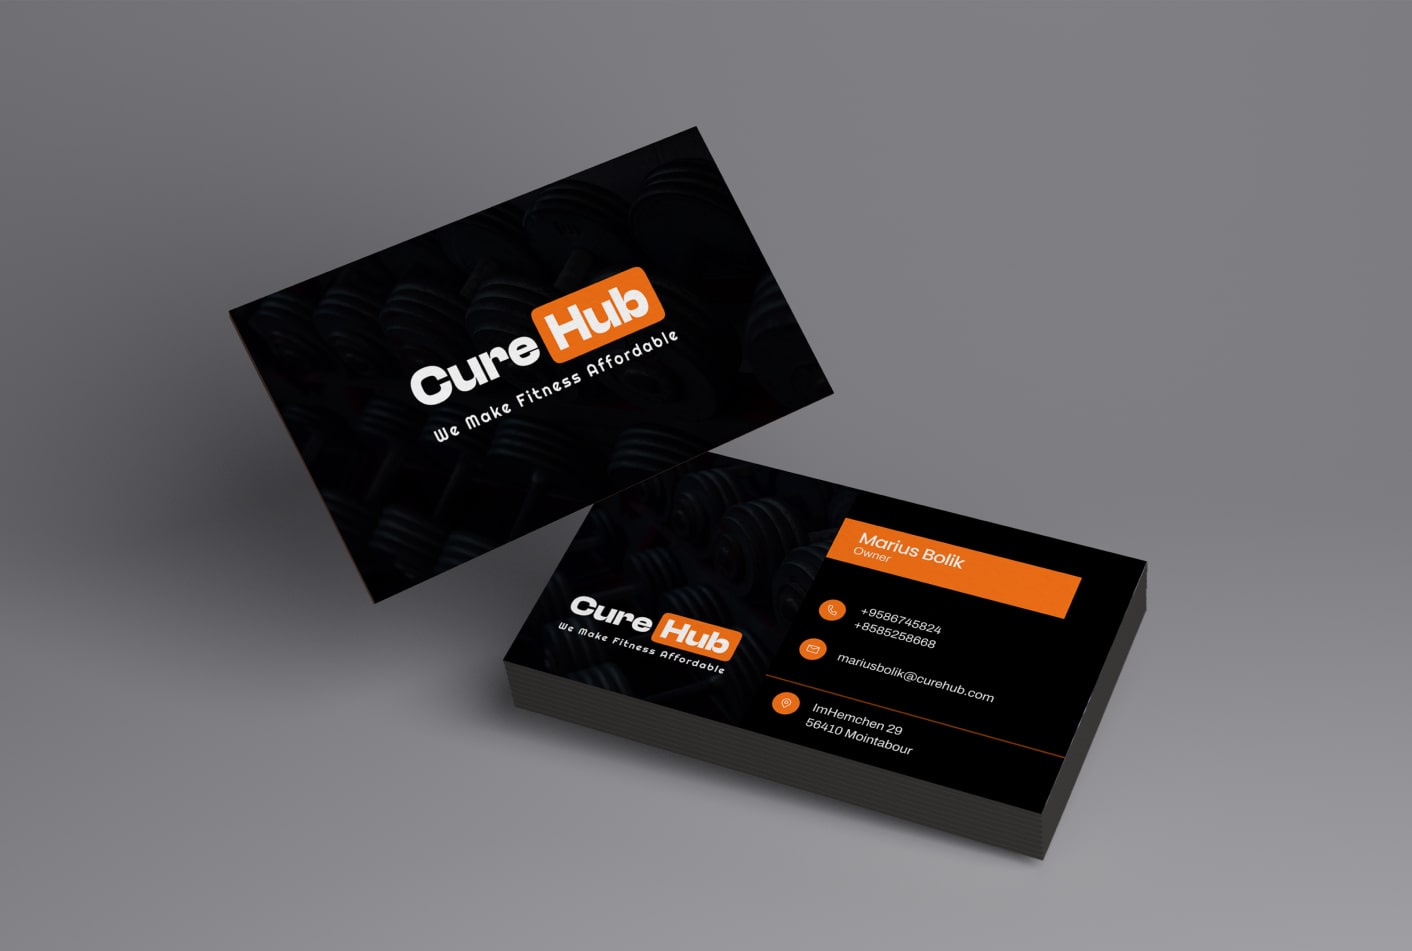 Cure Hub
We Make Fitness Affordable
Marius Bolik
Owner
+9586745824
+8585258668
mariusbolik@curehub.com
ImHemchen 29
56410 Mointabour
Cure Hub
We Make Fitness Affordable